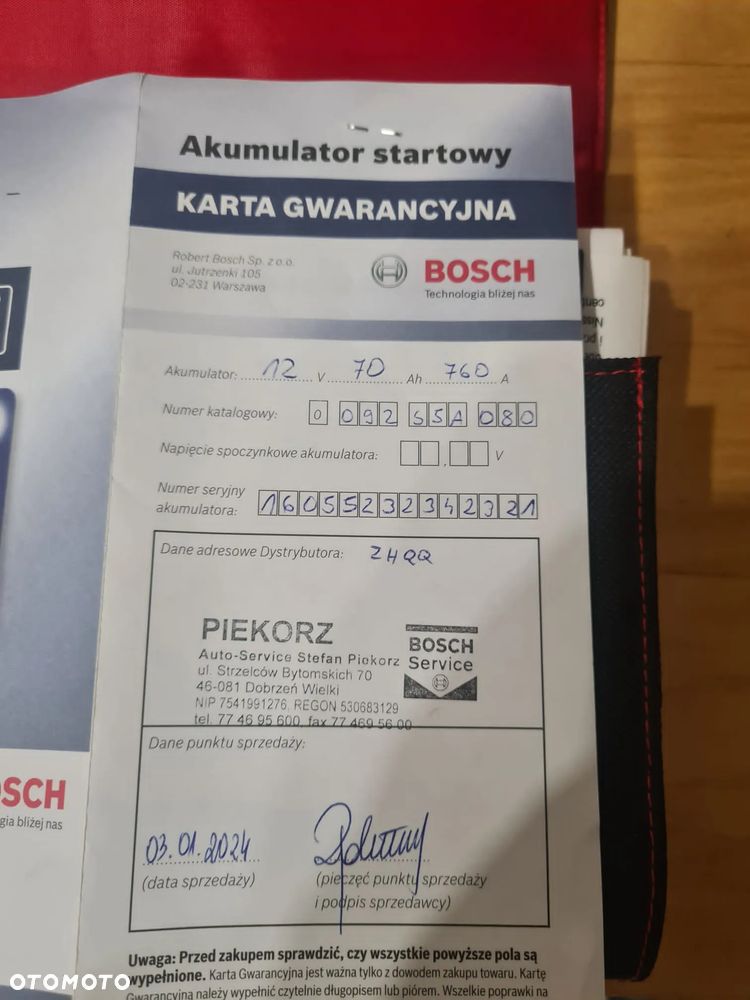 Akumulator startowy
KARTA GWARANCYJNA
Robert Bosch Sp. z o.o.
ul. Jutrzenki 105
02-231 Warszawa
BOSCH
Technologia bliżej nas
Akumulator: 12 V 70 Ah 760 A
Numer katalogowy: 0 092 S5A 080
Napięcie spoczynkowe akumulatora: , V
Numer seryjny
akumulatora: 16055232342321
Dane adresowe Dystrybutora: ZHQQ
PIEKORZ
Auto-Service Stefan Piekorz
ul. Strzelców Bytomskich 70
46-081 Dobrzeń Wielki
NIP 7541991276, REGON 530683129
tel. 77 46 95 600, fax 77 469 56 00
BOSCH
Service
Dane punktu sprzedaży:
03.01.2024
(data sprzedaży)
(pieczęć punktu sprzedaży
i podpis sprzedawcy)
Uwaga: Przed zakupem sprawdzić, czy wszystkie powyższe pola są
wypełnione. Karta Gwarancyjna jest ważna tylko z dowodem zakupu towaru. Kartę
Gwarancyjną należy wypełnić czytelnie długopisem lub piórem. Wszelkie poprawki na
SCH
gia bliżej nas
OTOMOTO